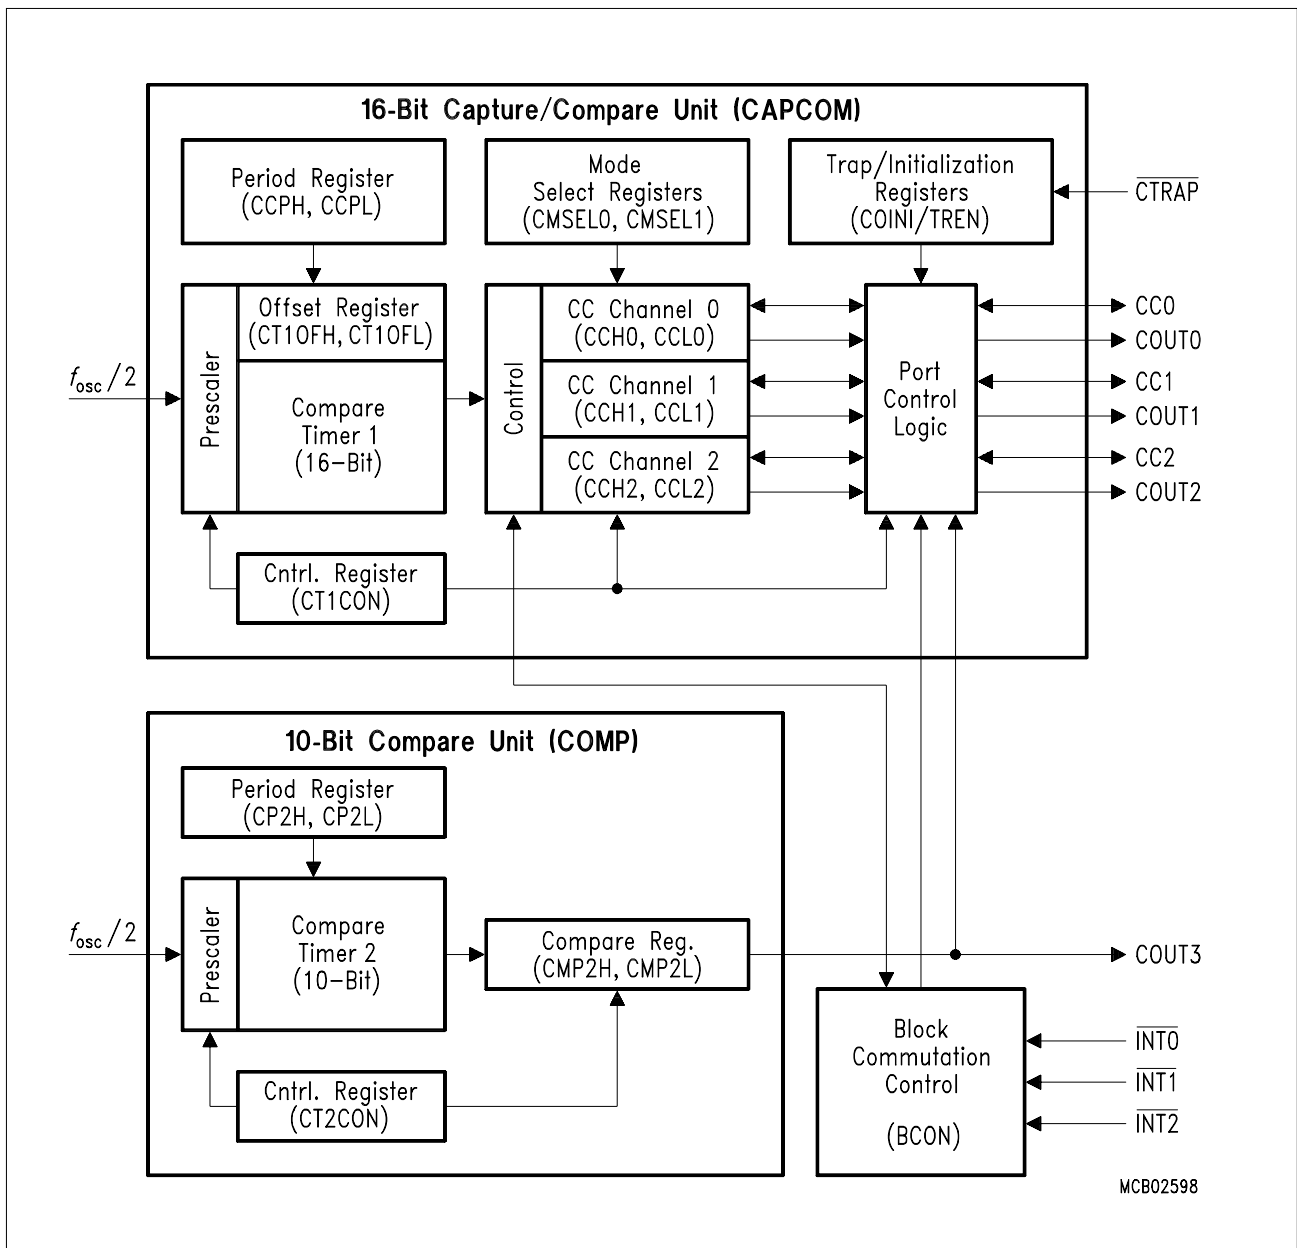 16-Bit Capture/Compare Unit (CAPCOM)
Period Register
(CCPH, CCPL)
Mode
Select Registers
(CMSEL0, CMSEL1)
Trap/Initialization
Registers
(COINI/TREN)
CTRAP
Prescaler
Offset Register
(CT1OFH, CT1OFL)
Compare
Timer 1
(16-Bit)
fosc/2
Control
CC Channel 0
(CCH0, CCL0)
CC Channel 1
(CCH1, CCL1)
CC Channel 2
(CCH2, CCL2)
Port
Control
Logic
CC0
COUT0
CC1
COUT1
CC2
COUT2
Cntrl. Register
(CT1CON)
10-Bit Compare Unit (COMP)
Period Register
(CP2H, CP2L)
fosc/2
Prescaler
Compare
Timer 2
(10-Bit)
Compare Reg.
(CMP2H, CMP2L)
COUT3
Cntrl. Register
(CT2CON)
Block
Commutation
Control
(BCON)
INT0
INT1
INT2
MCB02598